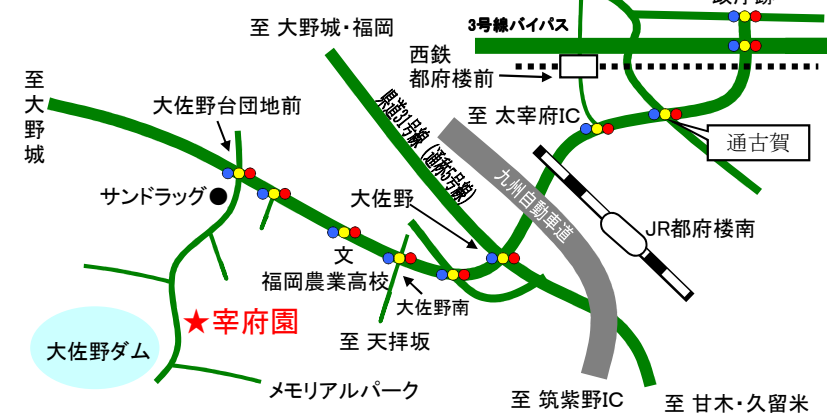 至 大野城・福岡
3号線バイパス
西鉄
都府楼前
至
大
野
城
大佐野台団地前
県道31号線（通称5号線）
至 太宰府IC
通古賀
サンドラッグ
大佐野
九州自動車道
JR都府楼南
文
福岡農業高校
大佐野南
★宰府園
至 天拝坂
大佐野ダム
メモリアルパーク
至 筑紫野IC
至 甘木・久留米